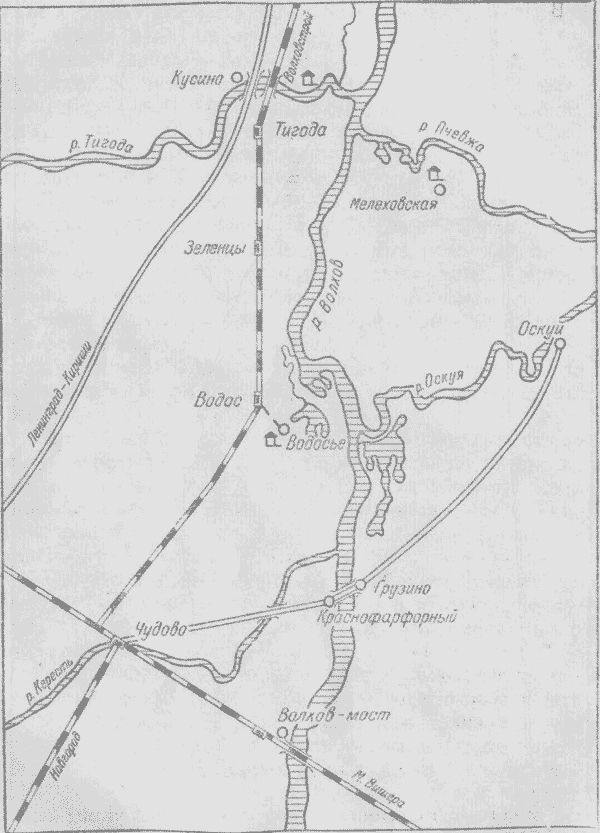 Волховстрой
Кусино
Тигода
р. Тигода
р. Пчевжа
Мелеховская
Зеленцы
р. Волхов
Оскуй
Ленинград-Кириши
р. Оскуя
Водос
Водосье
Грузино
Краснофарфорный
Чудово
р. Кересть
Волхов-мост
Новгород
М. Вишера